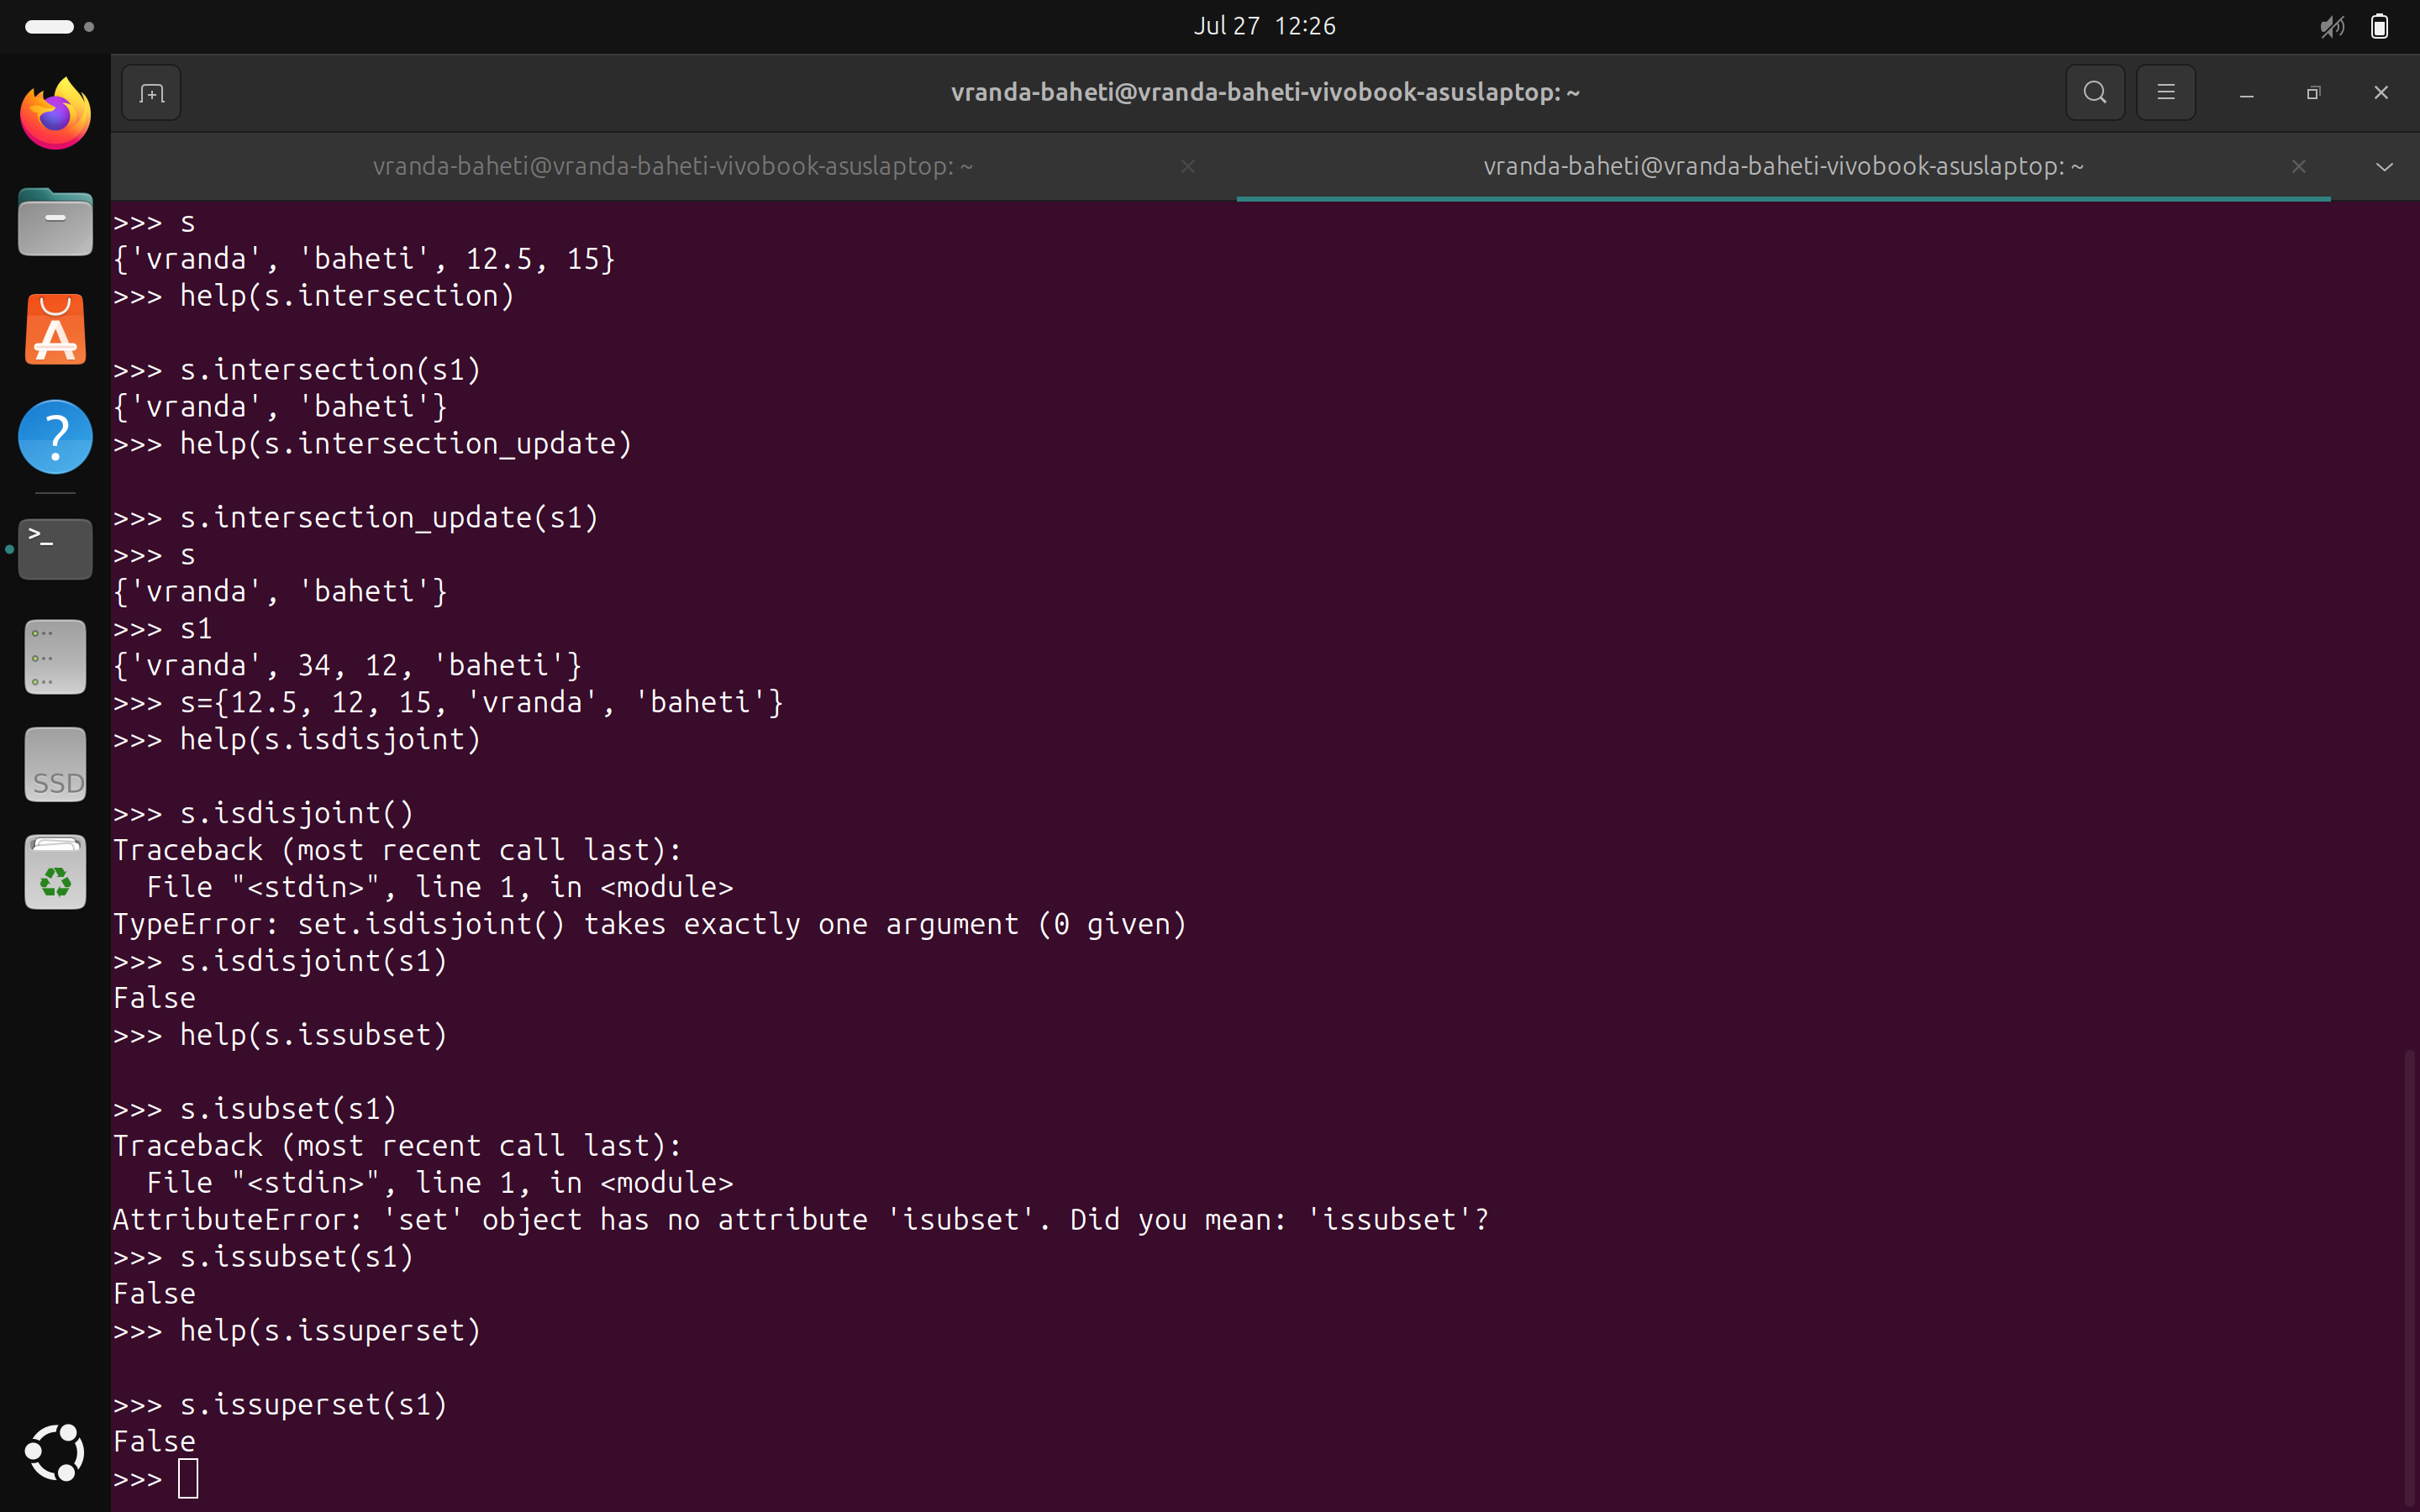 Jul 27 12:26
vranda-baheti@vranda-baheti-vivobook-asuslaptop: ~
vranda-baheti@vranda-baheti-vivobook-asuslaptop: ~
vranda-baheti@vranda-baheti-vivobook-asuslaptop: ~
>>> s
{'vranda', 'baheti', 12.5, 15}
>>> help(s.intersection)
>>> s.intersection(s1)
{'vranda', 'baheti'}
>>> help(s.intersection_update)
>>> s.intersection_update(s1)
>>> s
{'vranda', 'baheti'}
>>> s1
{'vranda', 34, 12, 'baheti'}
>>> s={12.5, 12, 15, 'vranda', 'baheti'}
>>> help(s.isdisjoint)
>>> s.isdisjoint()
Traceback (most recent call last):
  File "<stdin>", line 1, in <module>
TypeError: set.isdisjoint() takes exactly one argument (0 given)
>>> s.isdisjoint(s1)
False
>>> help(s.issubset)
>>> s.isubset(s1)
Traceback (most recent call last):
  File "<stdin>", line 1, in <module>
AttributeError: 'set' object has no attribute 'isubset'. Did you mean: 'issubset'?
>>> s.issubset(s1)
False
>>> help(s.issuperset)
>>> s.issuperset(s1)
False
>>>
SSD